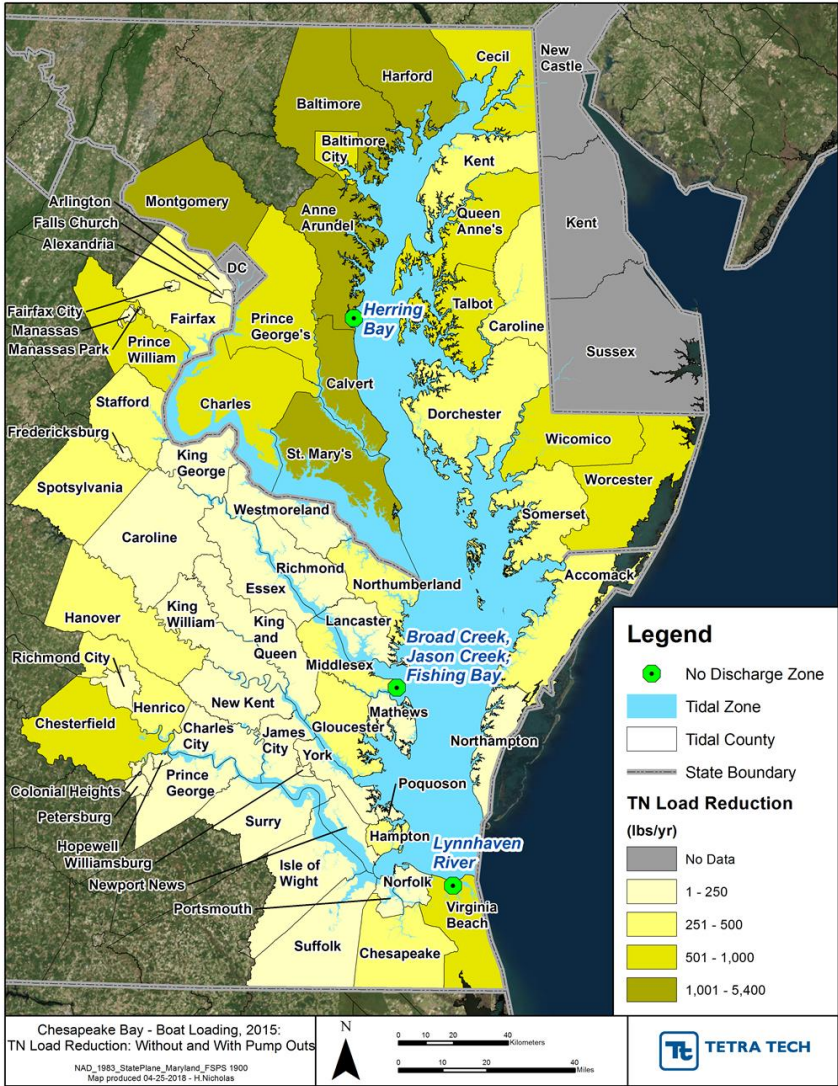 Cecil
New
Castle
Harford
Baltimore
Baltimore
City
Kent
Arlington
Falls Church
Alexandria
Montgomery
Anne
Arundel
Queen
Anne's
Kent
DC
Fairfax City
Manassas
Manassas Park
Fairfax
Prince
William
Prince
George's
Herring
Bay
Talbot
Caroline
Sussex
Calvert
Stafford
Charles
Dorchester
Fredericksburg
St. Mary's
Wicomico
King
George
Worcester
Spotsylvania
Westmoreland
Somerset
Caroline
Richmond
Northumberland
Accomack
Essex
King
William
Hanover
King
and
Queen
Lancaster
Broad Creek,
Jason Creek,
Fishing Bay
Richmond City
Middlesex
New Kent
Mathews
Henrico
Chesterfield
Charles
City
James
City
Gloucester
Northampton
York
Prince
George
Poquoson
Colonial Heights
Petersburg
Hopewell
Williamsburg
Newport News
Surry
Hampton
Lynnhaven
River
Isle of
Wight
Norfolk
Portsmouth
Virginia
Beach
Suffolk
Chesapeake
Legend
No Discharge Zone
Tidal Zone
Tidal County
State Boundary
TN Load Reduction
(lbs/yr)
No Data
1 - 250
251 - 500
501 - 1,000
1,001 - 5,400
Chesapeake Bay - Boat Loading, 2015:
TN Load Reduction: Without and With Pump Outs
NAD_1983_StatePlane_Maryland_FSPS 1900
Map produced 04-25-2018 - H.Nicholas
N
0 10 20 40
Kilometers
0 10 20 40
Miles
Tt TETRA TECH